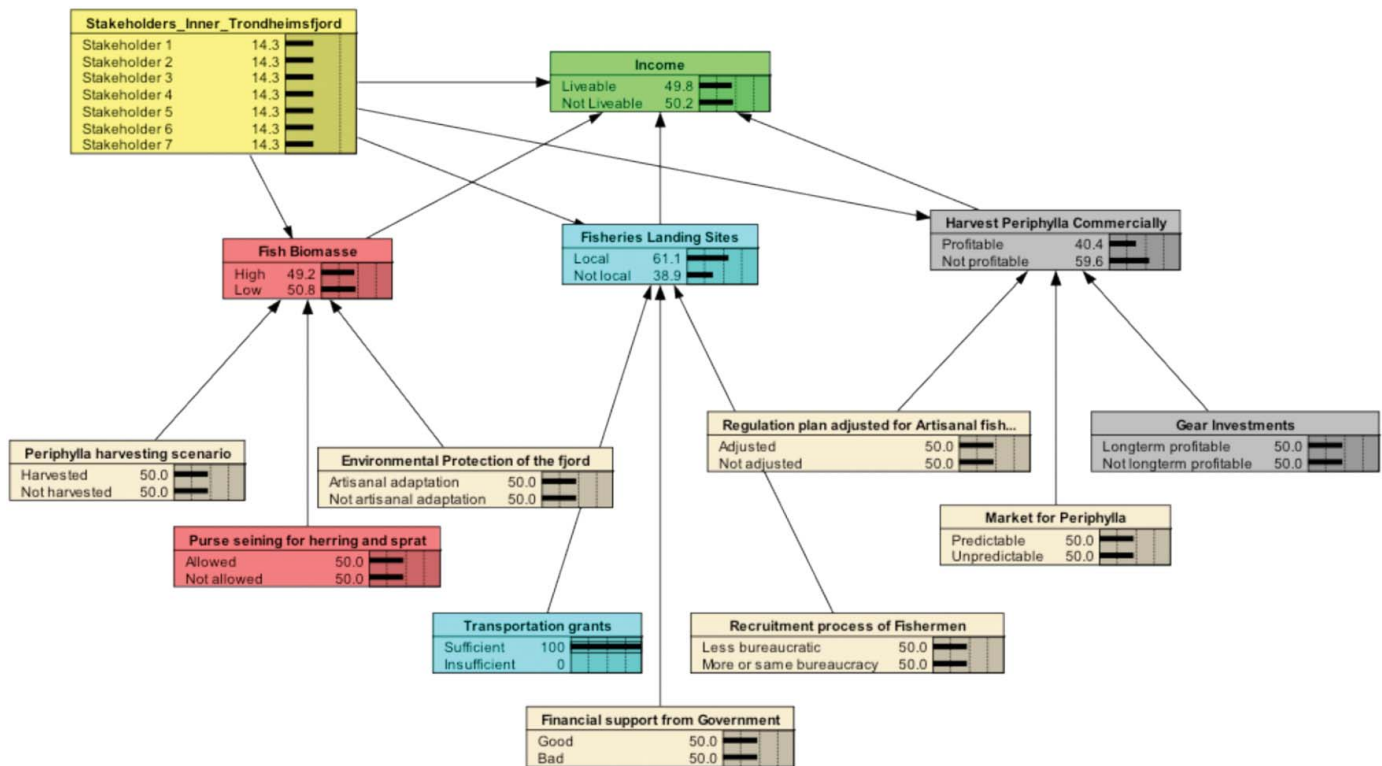 Stakeholders_Inner_Trondheimsfjord
Stakeholder 1 14.3
Stakeholder 2 14.3
Stakeholder 3 14.3
Stakeholder 4 14.3
Stakeholder 5 14.3
Stakeholder 6 14.3
Stakeholder 7 14.3
Income
Liveable 49.8
Not Liveable 50.2
Fish Biomasse
High 49.2
Low 50.8
Fisheries Landing Sites
Local 61.1
Not local 38.9
Harvest Periphylla Commercially
Profitable 40.4
Not profitable 59.6
Periphylla harvesting scenario
Harvested 50.0
Not harvested 50.0
Environmental Protection of the fjord
Artisanal adaptation 50.0
Not artisanal adaptation 50.0
Regulation plan adjusted for Artisanal fish...
Adjusted 50.0
Not adjusted 50.0
Gear Investments
Longterm profitable 50.0
Not longterm profitable 50.0
Purse seining for herring and sprat
Allowed 50.0
Not allowed 50.0
Market for Periphylla
Predictable 50.0
Unpredictable 50.0
Transportation grants
Sufficient 100
Insufficient 0
Recruitment process of Fishermen
Less bureaucratic 50.0
More or same bureaucracy 50.0
Financial support from Government
Good 50.0
Bad 50.0